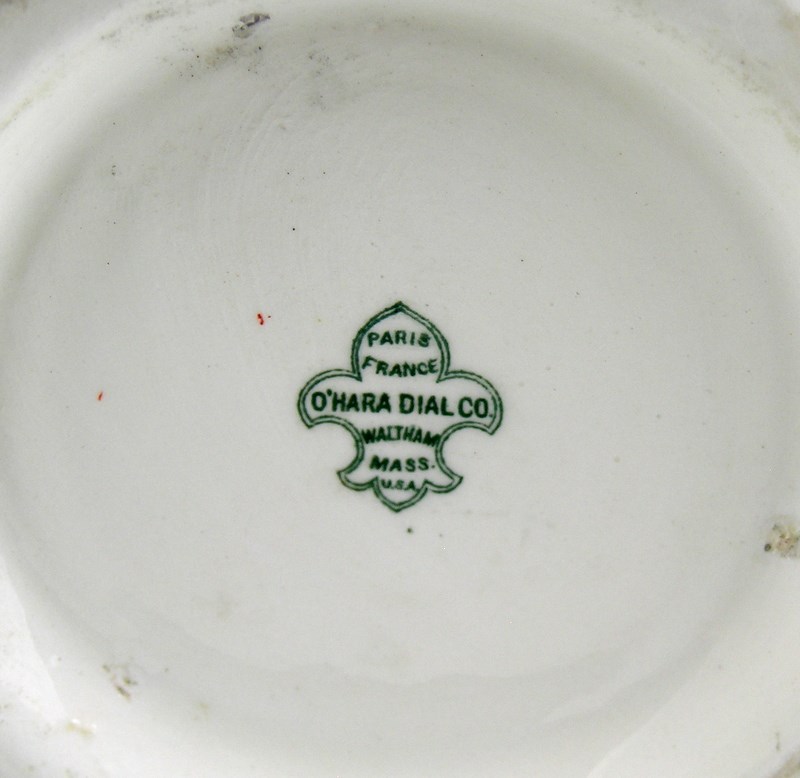 PARIS
FRANCE
O'HARA DIAL CO.
WALTHAM
MASS.
U.S.A.